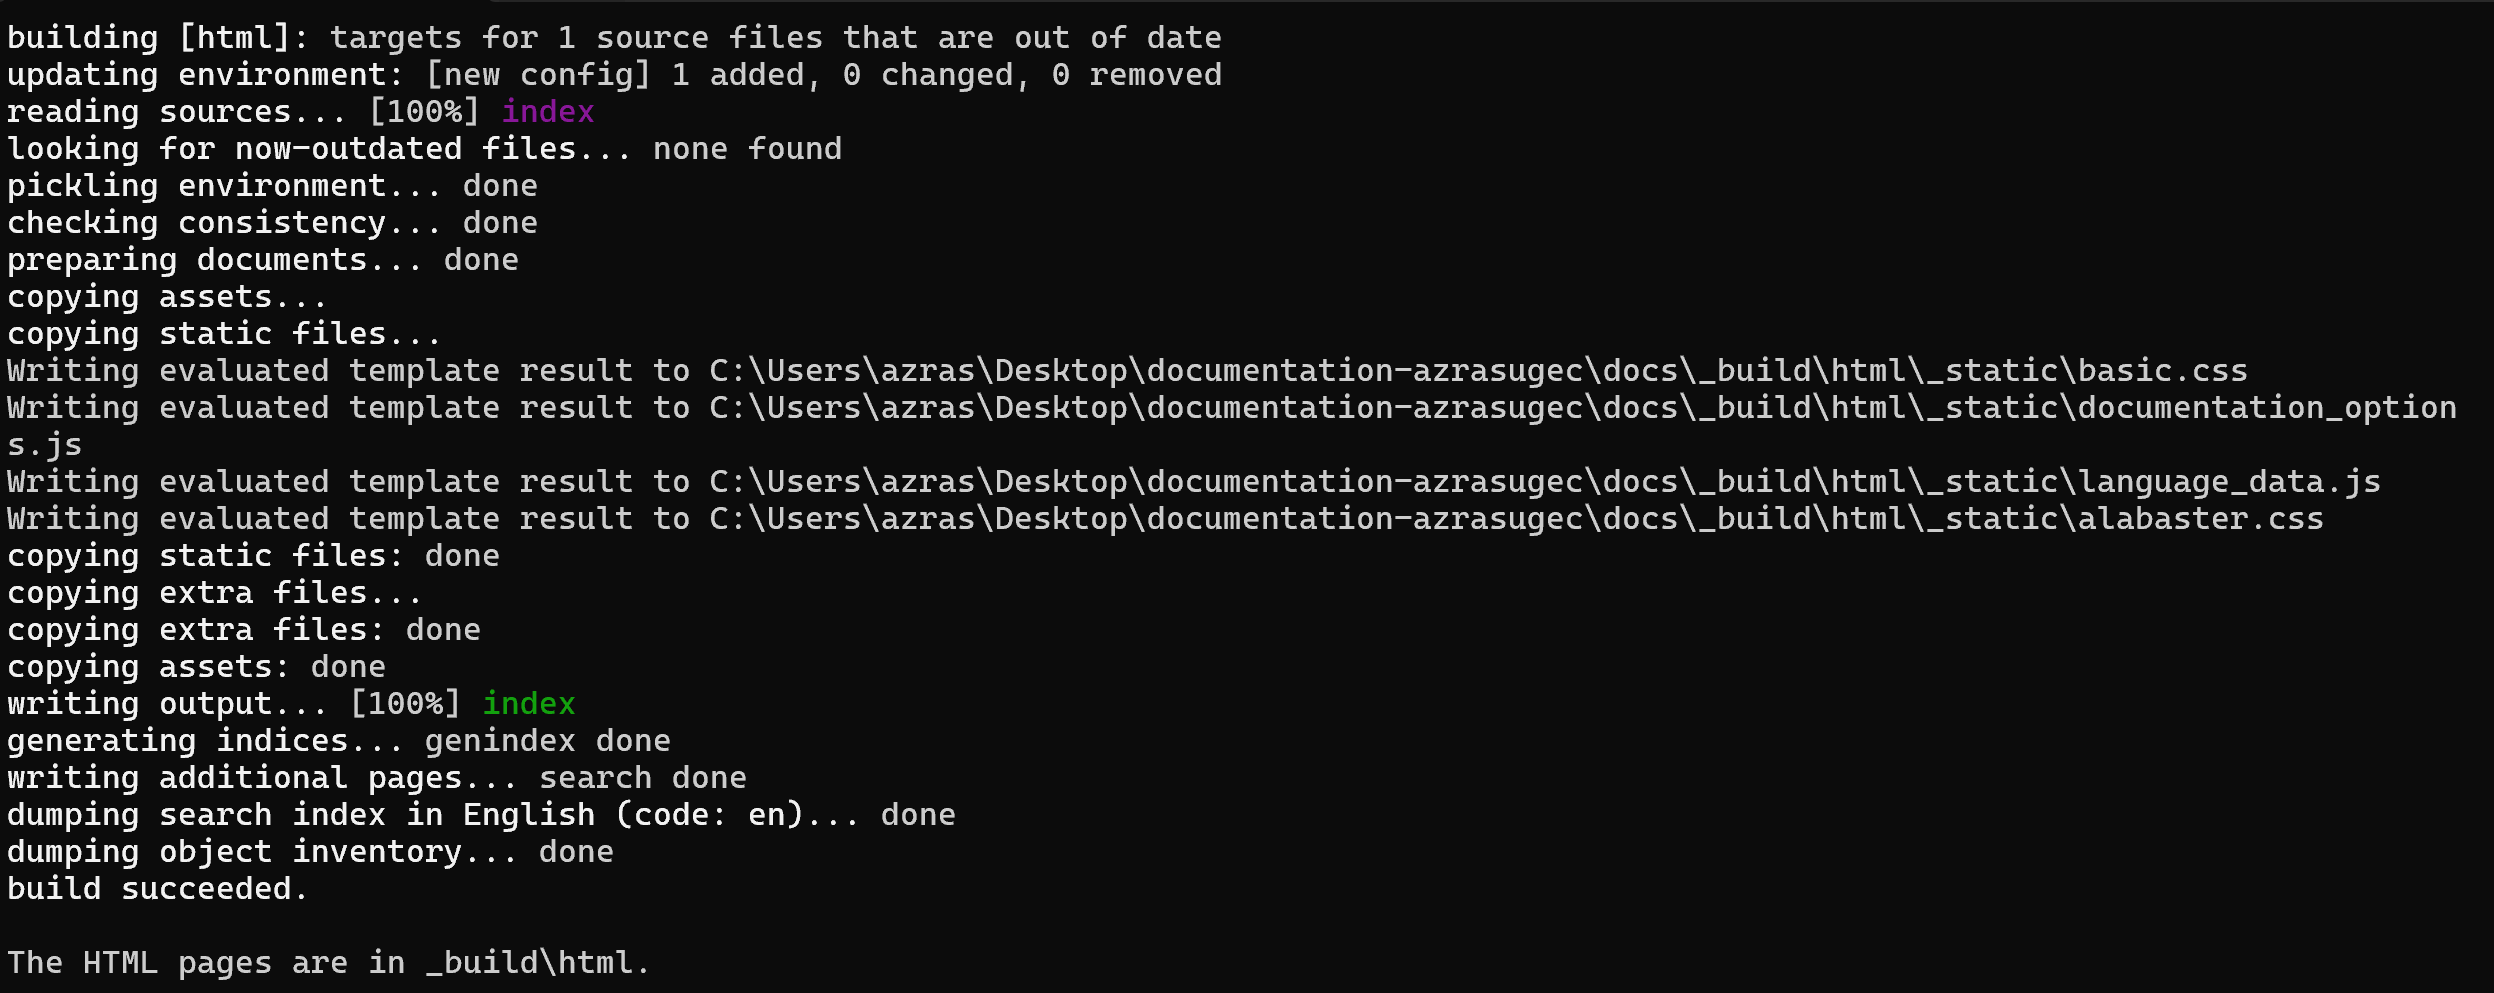 building [html]: targets for 1 source files that are out of date
updating environment: [new config] 1 added, 0 changed, 0 removed
reading sources... [100%] index
looking for now-outdated files... none found
pickling environment... done
checking consistency... done
preparing documents... done
copying assets...
copying static files...
Writing evaluated template result to C:\Users\azras\Desktop\documentation-azrasugec\docs\_build\html\_static\basic.css
Writing evaluated template result to C:\Users\azras\Desktop\documentation-azrasugec\docs\_build\html\_static\documentation_option
s.js
Writing evaluated template result to C:\Users\azras\Desktop\documentation-azrasugec\docs\_build\html\_static\language_data.js
Writing evaluated template result to C:\Users\azras\Desktop\documentation-azrasugec\docs\_build\html\_static\alabaster.css
copying static files: done
copying extra files...
copying extra files: done
copying assets: done
writing output... [100%] index
generating indices... genindex done
writing additional pages... search done
dumping search index in English (code: en)... done
dumping object inventory... done
build succeeded.

The HTML pages are in _build\html.